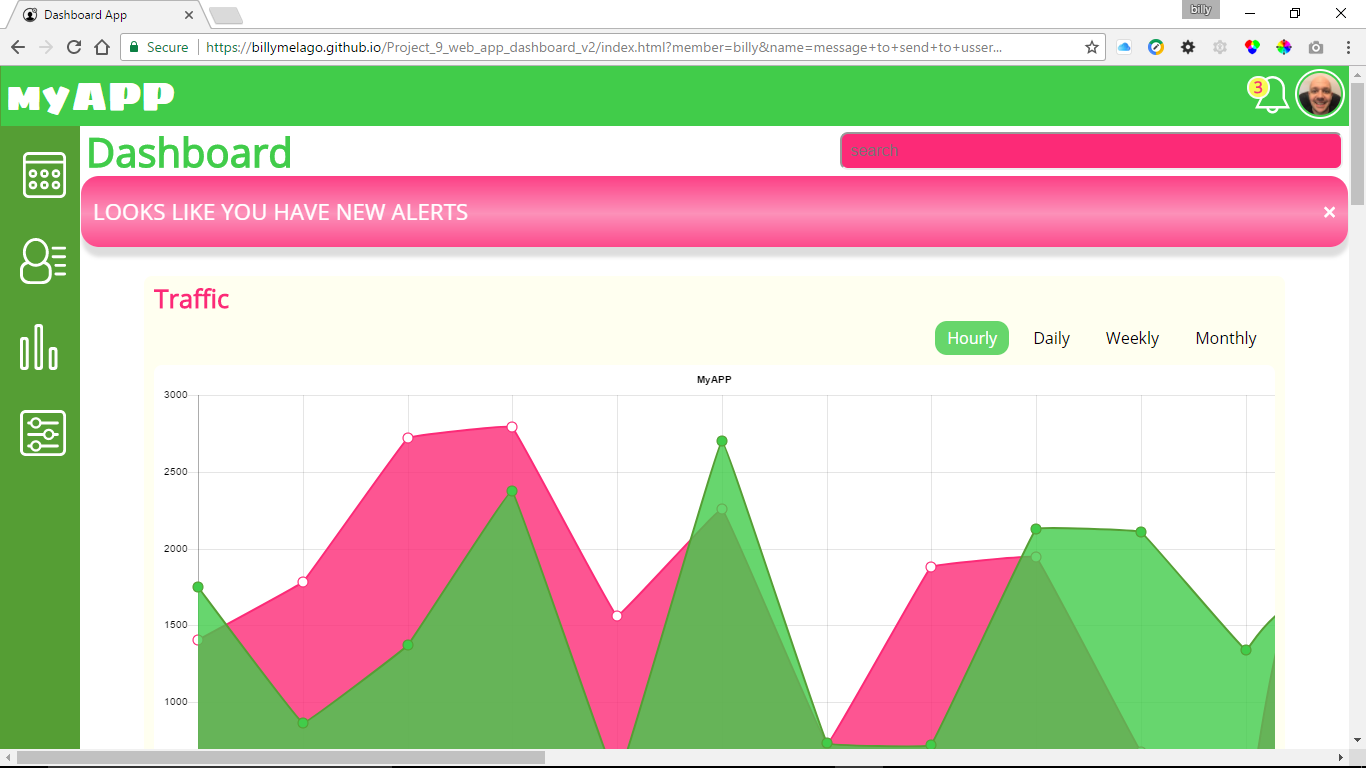 Dashboard App
billy
Secure
https://billymelago.github.io/Project_9_web_app_dashboard_v2/index.html?member=billy&name=message+to+send+to+usser...
myAPP
3
Dashboard
search
LOOKS LIKE YOU HAVE NEW ALERTS
×
Traffic
Hourly Daily Weekly Monthly
MyAPP
3000
2500
2000
1500
1000